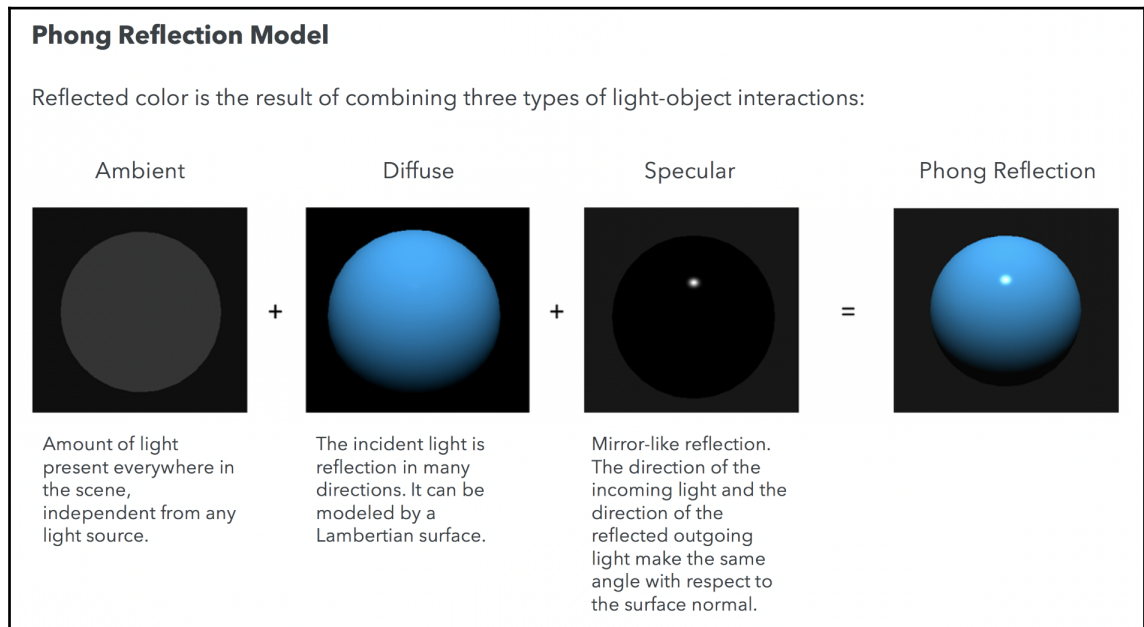 Phong Reflection Model
Reflected color is the result of combining three types of light-object interactions:
Ambient
Diffuse
Specular
Phong Reflection
+
+
=
Amount of light
present everywhere in
the scene,
independent from any
light source.
The incident light is
reflection in many
directions. It can be
modeled by a
Lambertian surface.
Mirror-like reflection.
The direction of the
incoming light and the
direction of the
reflected outgoing
light make the same
angle with respect to
the surface normal.